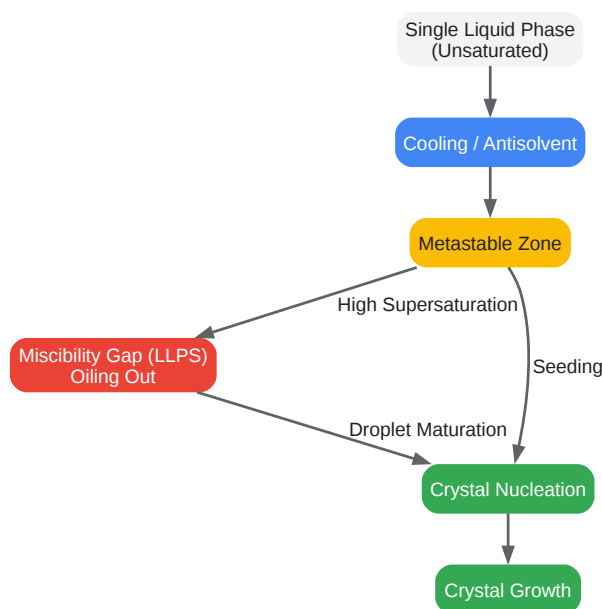 Single Liquid Phase
(Unsaturated)
Cooling / Antisolvent
Metastable Zone
High Supersaturation
Miscibility Gap (LLPS)
Oiling Out
Seeding
Droplet Maturation
Crystal Nucleation
Crystal Growth